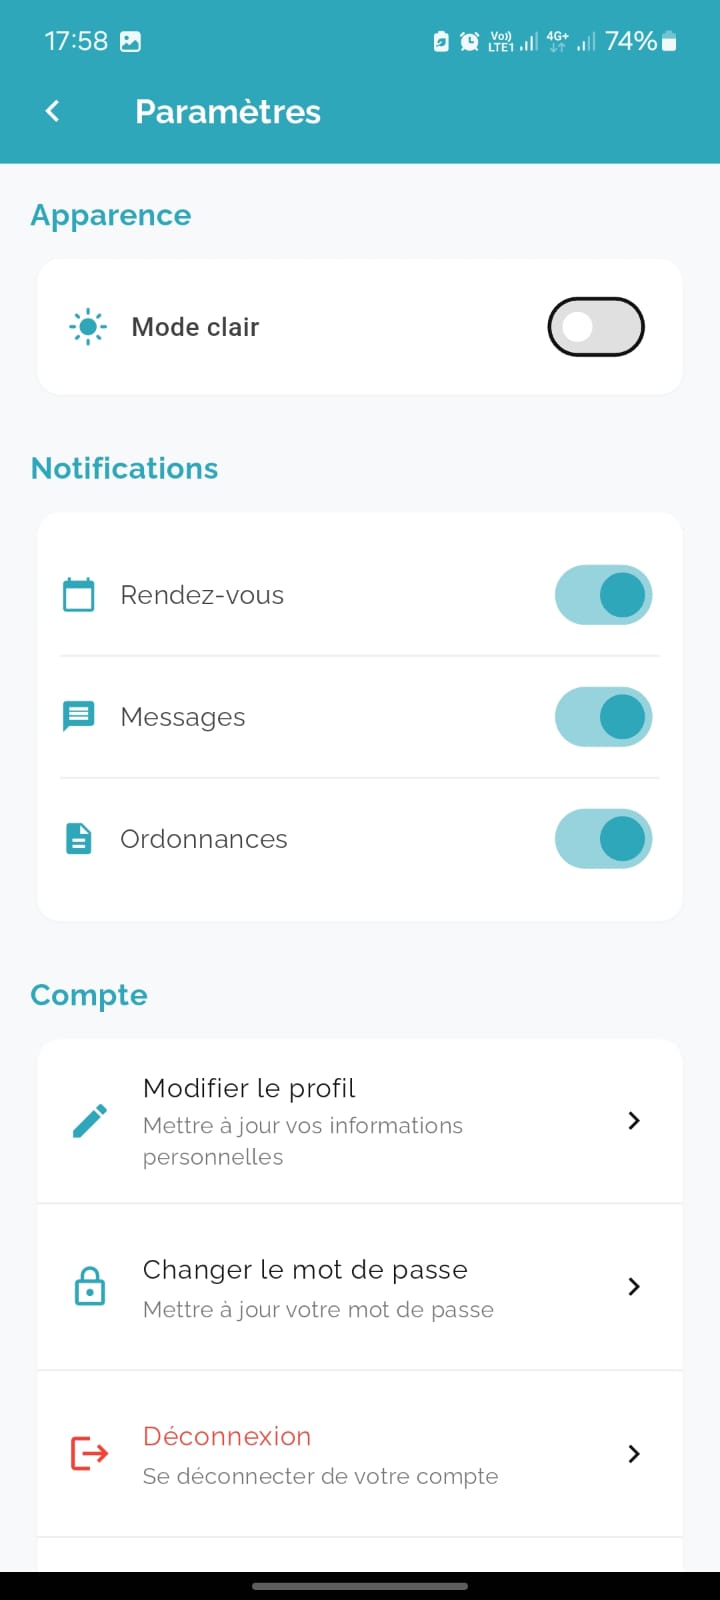 17:58
Vo))
LTE1
4G+
74%
Paramètres
Apparence
Mode clair
Notifications
Rendez-vous
Messages
Ordonnances
Compte
Modifier le profil
Mettre à jour vos informations
personnelles
Changer le mot de passe
Mettre à jour votre mot de passe
Déconnexion
Se déconnecter de votre compte